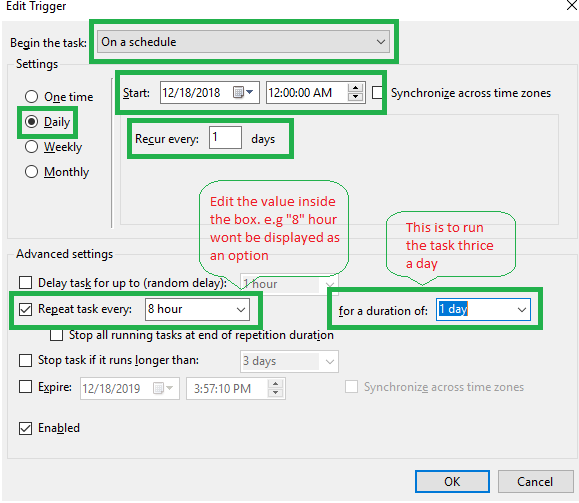 Edit Trigger
Begin the task: On a schedule
Settings
One time
Daily
Weekly
Monthly
Start: 12/18/2018 12:00:00 AM Synchronize across time zones
Recur every: 1 days
Edit the value inside
the box. e.g "8" hour
wont be displayed as
an option
This is to run
the task thrice
a day
Advanced settings
Delay task for up to (random delay): 1 hour
Repeat task every: 8 hour for a duration of: 1 day
Stop all running tasks at end of repetition duration
Stop task if it runs longer than: 3 days
Expire: 12/18/2019 3:57:10 PM Synchronize across time zones
Enabled
OK Cancel